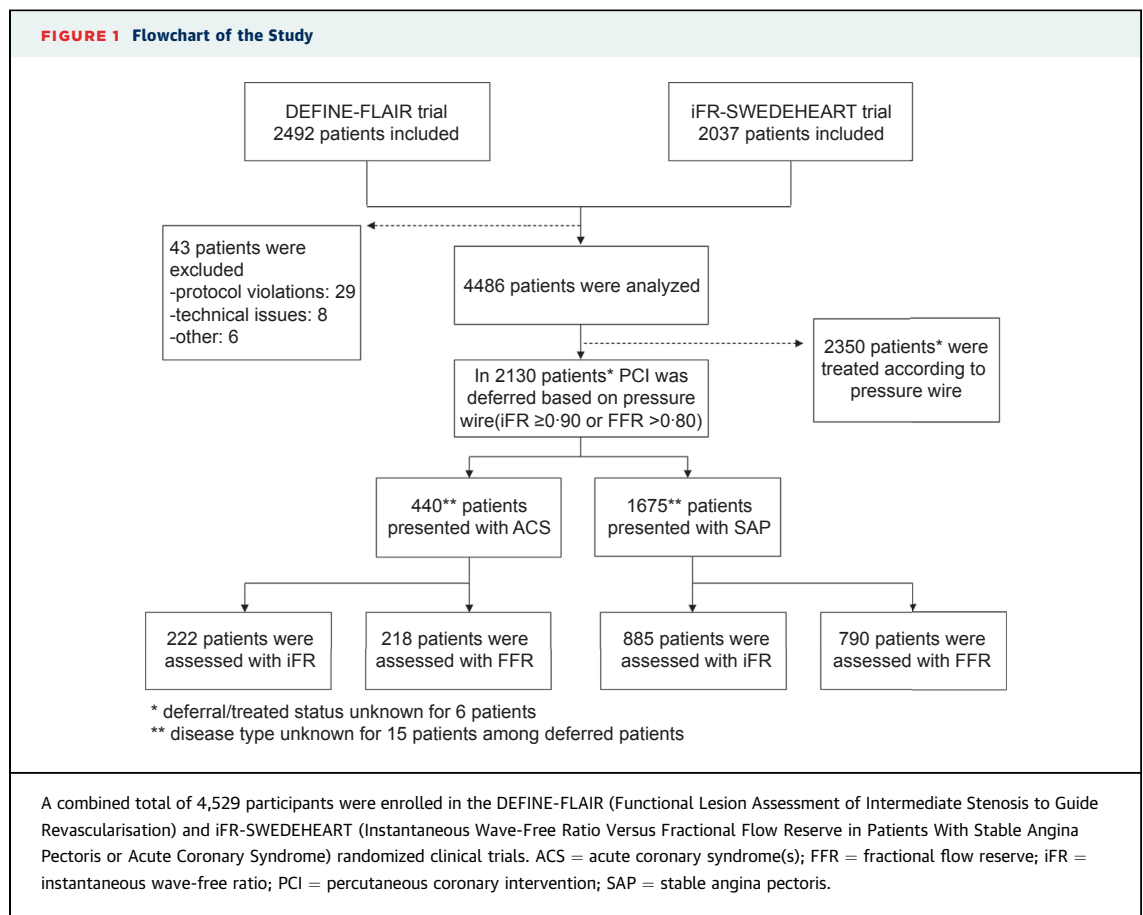 FIGURE 1 Flowchart of the Study
DEFINE-FLAIR trial
2492 patients included
iFR-SWEDEHEART trial
2037 patients included
43 patients were
excluded
-protocol violations: 29
-technical issues: 8
-other: 6
4486 patients were analyzed
2350 patients* were
treated according to
pressure wire
In 2130 patients* PCI was
deferred based on pressure
wire(iFR ≥0·90 or FFR >0·80)
440** patients
presented with ACS
1675** patients
presented with SAP
222 patients were
assessed with iFR
218 patients were
assessed with FFR
885 patients were
assessed with iFR
790 patients were
assessed with FFR
* deferral/treated status unknown for 6 patients
** disease type unknown for 15 patients among deferred patients
A combined total of 4,529 participants were enrolled in the DEFINE-FLAIR (Functional Lesion Assessment of Intermediate Stenosis to Guide
Revascularisation) and iFR-SWEDEHEART (Instantaneous Wave-Free Ratio Versus Fractional Flow Reserve in Patients With Stable Angina
Pectoris or Acute Coronary Syndrome) randomized clinical trials. ACS = acute coronary syndrome(s); FFR = fractional flow reserve; iFR =
instantaneous wave-free ratio; PCI = percutaneous coronary intervention; SAP = stable angina pectoris.